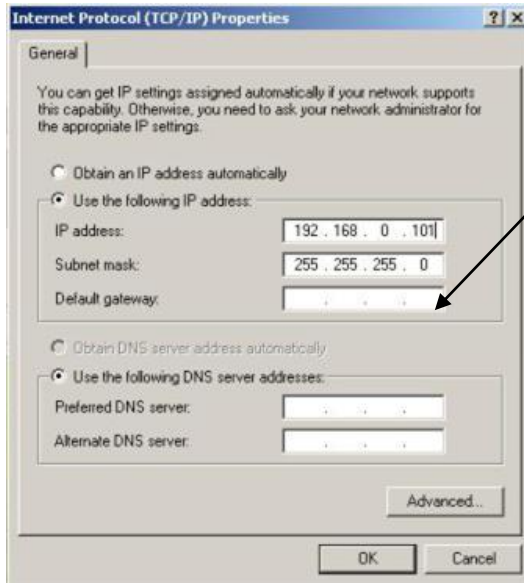 Internet Protocol (TCP/IP) Properties
General
You can get IP settings assigned automatically if your network supports
this capability. Otherwise, you need to ask your network administrator for
the appropriate IP settings.
Obtain an IP address automatically
Use the following IP address:
IP address: 192 . 168 . 0 . 101
Subnet mask: 255 . 255 . 255 . 0
Default gateway: . . .
Obtain DNS server address automatically
Use the following DNS server addresses:
Preferred DNS server: . . .
Alternate DNS server: . . .
Advanced...
OK Cancel